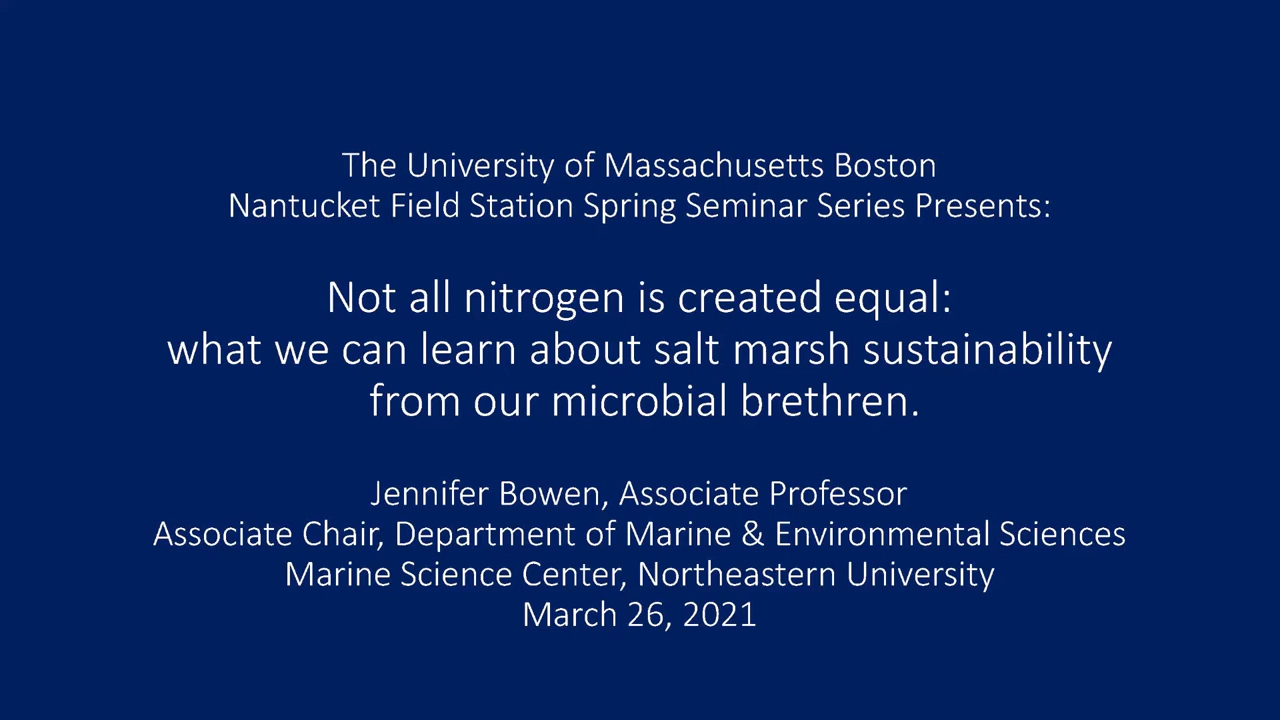 The University of Massachusetts Boston
Nantucket Field Station Spring Seminar Series Presents:
Not all nitrogen is created equal:
what we can learn about salt marsh sustainability
from our microbial brethren.
Jennifer Bowen, Associate Professor
Associate Chair, Department of Marine & Environmental Sciences
Marine Science Center, Northeastern University
March 26, 2021